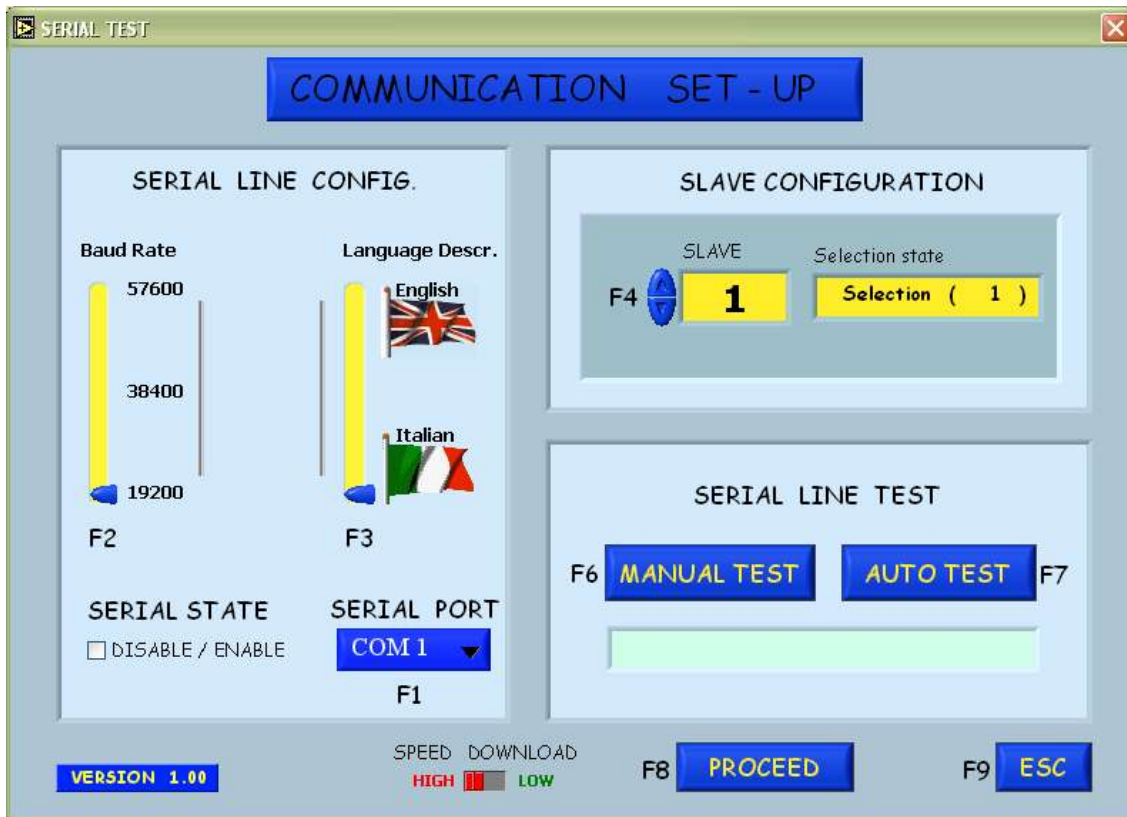 SERIAL TEST
COMMUNICATION SET - UP
SERIAL LINE CONFIG.
Baud Rate
57600
38400
19200
F2
Language Descr.
English
Italian
F3
SERIAL STATE
DISABLE / ENABLE
SERIAL PORT
COM 1
F1
SLAVE CONFIGURATION
F4
SLAVE
1
Selection state
Selection ( 1 )
SERIAL LINE TEST
F6 MANUAL TEST
AUTO TEST F7
VERSION 1.00
SPEED DOWNLOAD
HIGH LOW
F8 PROCEED
F9 ESC